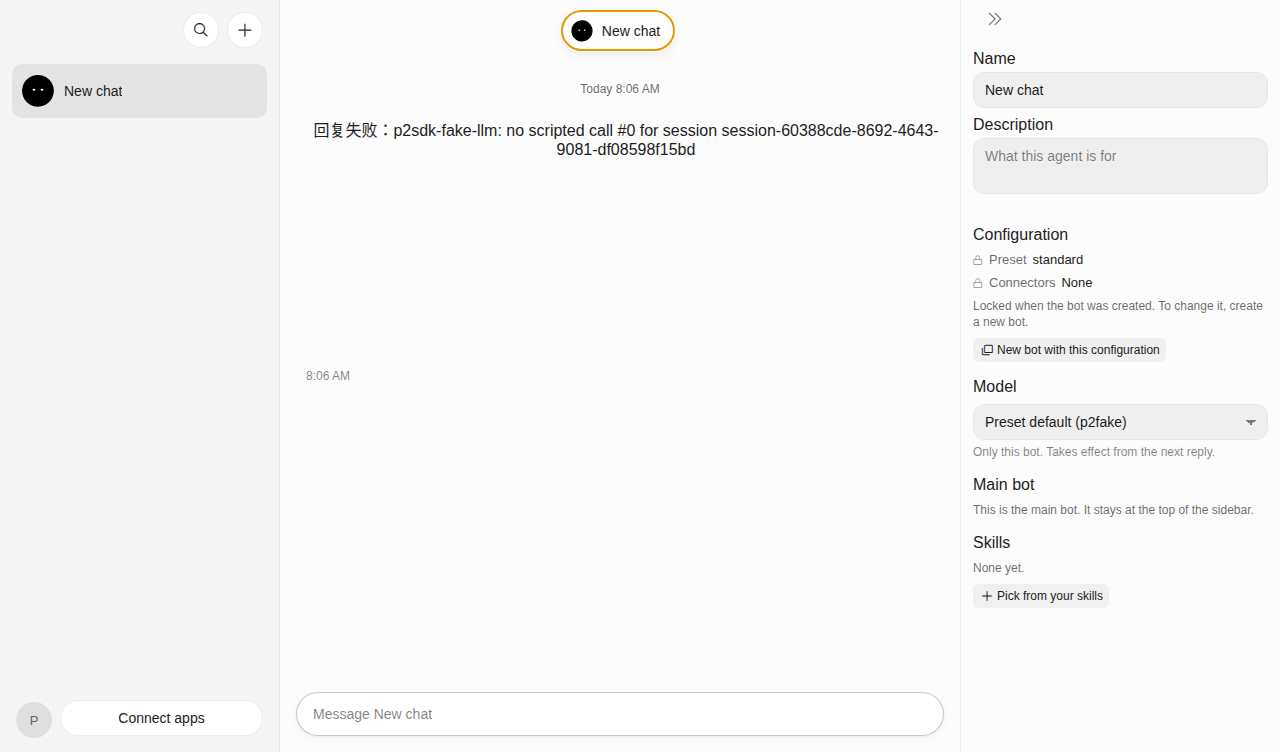 New chat
New chat
Today 8:06 AM
回复失败：p2sdk-fake-llm: no scripted call #0 for session session-60388cde-8692-4643-
9081-df08598f15bd
8:06 AM
Message New chat
P
Connect apps
Name
New chat
Description
What this agent is for
Configuration
Preset standard
Connectors None
Locked when the bot was created. To change it, create
a new bot.
New bot with this configuration
Model
Preset default (p2fake)
Only this bot. Takes effect from the next reply.
Main bot
This is the main bot. It stays at the top of the sidebar.
Skills
None yet.
Pick from your skills